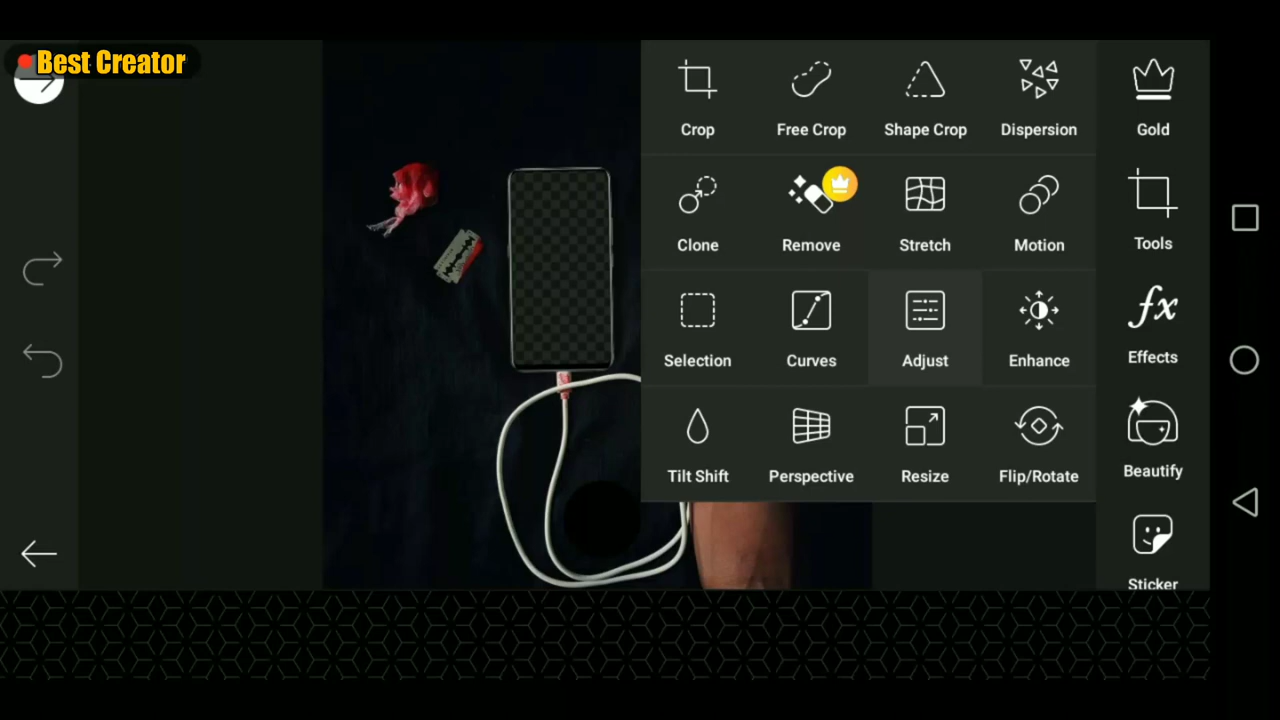 Best Creator
Crop
Free Crop
Shape Crop
Dispersion
Gold
Clone
Remove
Stretch
Motion
Tools
Selection
Curves
Adjust
Enhance
Effects
Tilt Shift
Perspective
Resize
Flip/Rotate
Beautify
Sticker